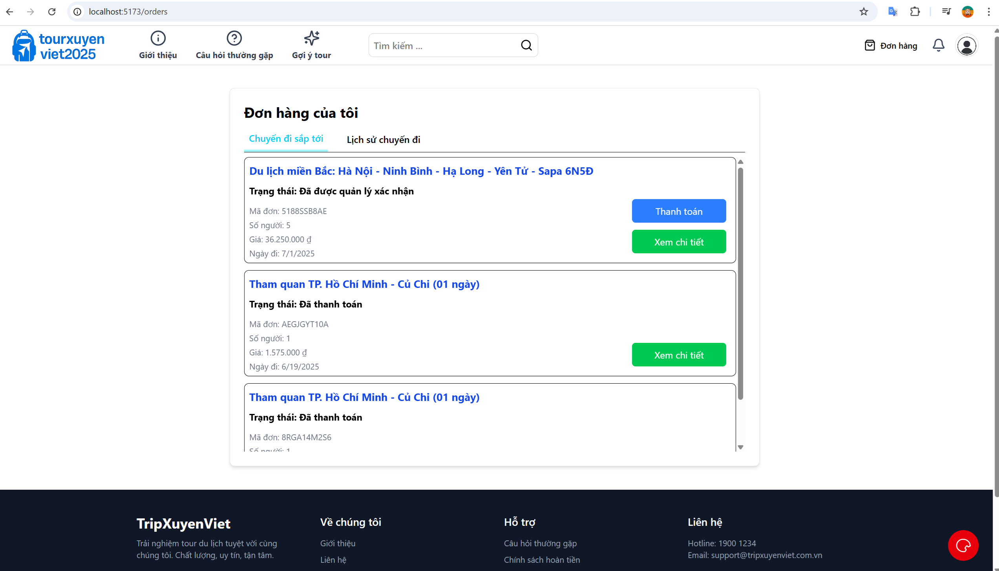 localhost:5173/orders
tourxuyen
viet2025
Giới thiệu
Câu hỏi thường gặp
Gợi ý tour
Tìm kiếm ...
Đơn hàng
Đơn hàng của tôi
Chuyến đi sắp tới
Lịch sử chuyến đi
Du lịch miền Bắc: Hà Nội - Ninh Bình - Hạ Long - Yên Tử - Sapa 6N5Đ
Trạng thái: Đã được quản lý xác nhận
Mã đơn: 5188SSB8AE
Số người: 5
Giá: 36.250.000 ₫
Ngày đi: 7/1/2025
Thanh toán
Xem chi tiết
Tham quan TP. Hồ Chí Minh - Củ Chi (01 ngày)
Trạng thái: Đã thanh toán
Mã đơn: AEGJGYT10A
Số người: 1
Giá: 1.575.000 ₫
Ngày đi: 6/19/2025
Xem chi tiết
Tham quan TP. Hồ Chí Minh - Củ Chi (01 ngày)
Trạng thái: Đã thanh toán
Mã đơn: 8RGA14M2S6
Số người: 1
TripXuyenViet
Trải nghiệm tour du lịch tuyệt vời cùng
chúng tôi. Chất lượng, uy tín, tận tâm.
Về chúng tôi
Giới thiệu
Liên hệ
Hỗ trợ
Câu hỏi thường gặp
Chính sách hoàn tiền
Liên hệ
Hotline: 1900 1234
Email: support@tripxuyenviet.com.vn